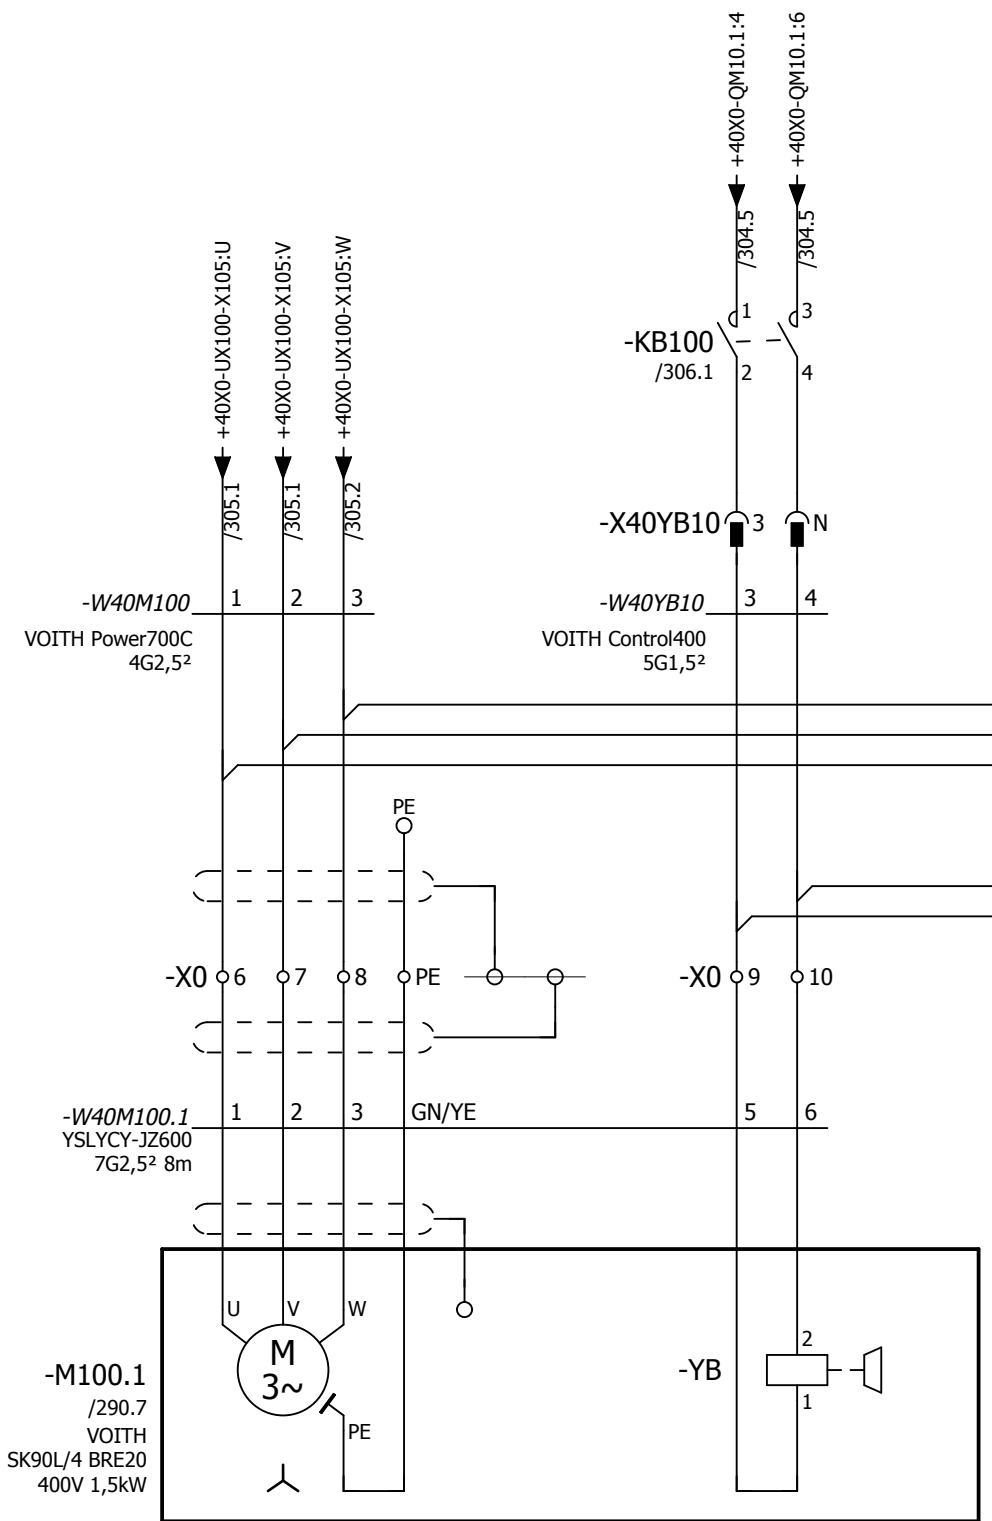 +40X0-QM10.1:4
+40X0-QM10.1:6
/304.5
/304.5
+40X0-UX100-X105:U
+40X0-UX100-X105:V
+40X0-UX100-X105:W
/305.1
/305.1
/305.2
1
3
-KB100
/306.1
2
4
-X40YB10
3
N
-W40M100
1
2
3
VOITH Power700C
4G2,5²
-W40YB10
3
4
VOITH Control400
5G1,5²
PE
-X0
6
7
8
PE
-X0
9
10
-W40M100.1
1
2
3
GN/YE
5
6
YSLYCY-JZ600
7G2,5² 8m
U
V
W
M
3~
PE
-M100.1
/290.7
VOITH
SK90L/4 BRE20
400V 1,5kW
-YB
2
1